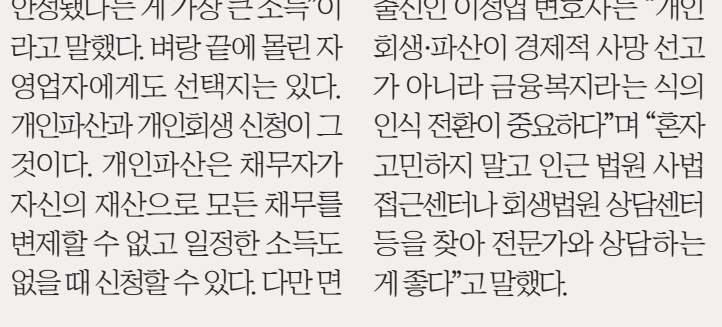 안정됐다는 게 가장 큰 소득”이
라고 말했다. 벼랑 끝에 몰린 자
영업자에게도 선택지는 있다.
개인파산과 개인회생 신청이 그
것이다. 개인파산은 채무자가
자신의 재산으로 모든 채무를
변제할 수 없고 일정한 소득도
없을 때 신청할 수 있다. 다만 면
출신인 이정엽 변호사는 “개인
회생·파산이 경제적 사망 선고
가 아니라 금융복지라는 식의
인식 전환이 중요하다”며 “혼자
고민하지 말고 인근 법원 사법
접근센터나 회생법원 상담센터
등을 찾아 전문가와 상담하는
게 좋다”고 말했다.